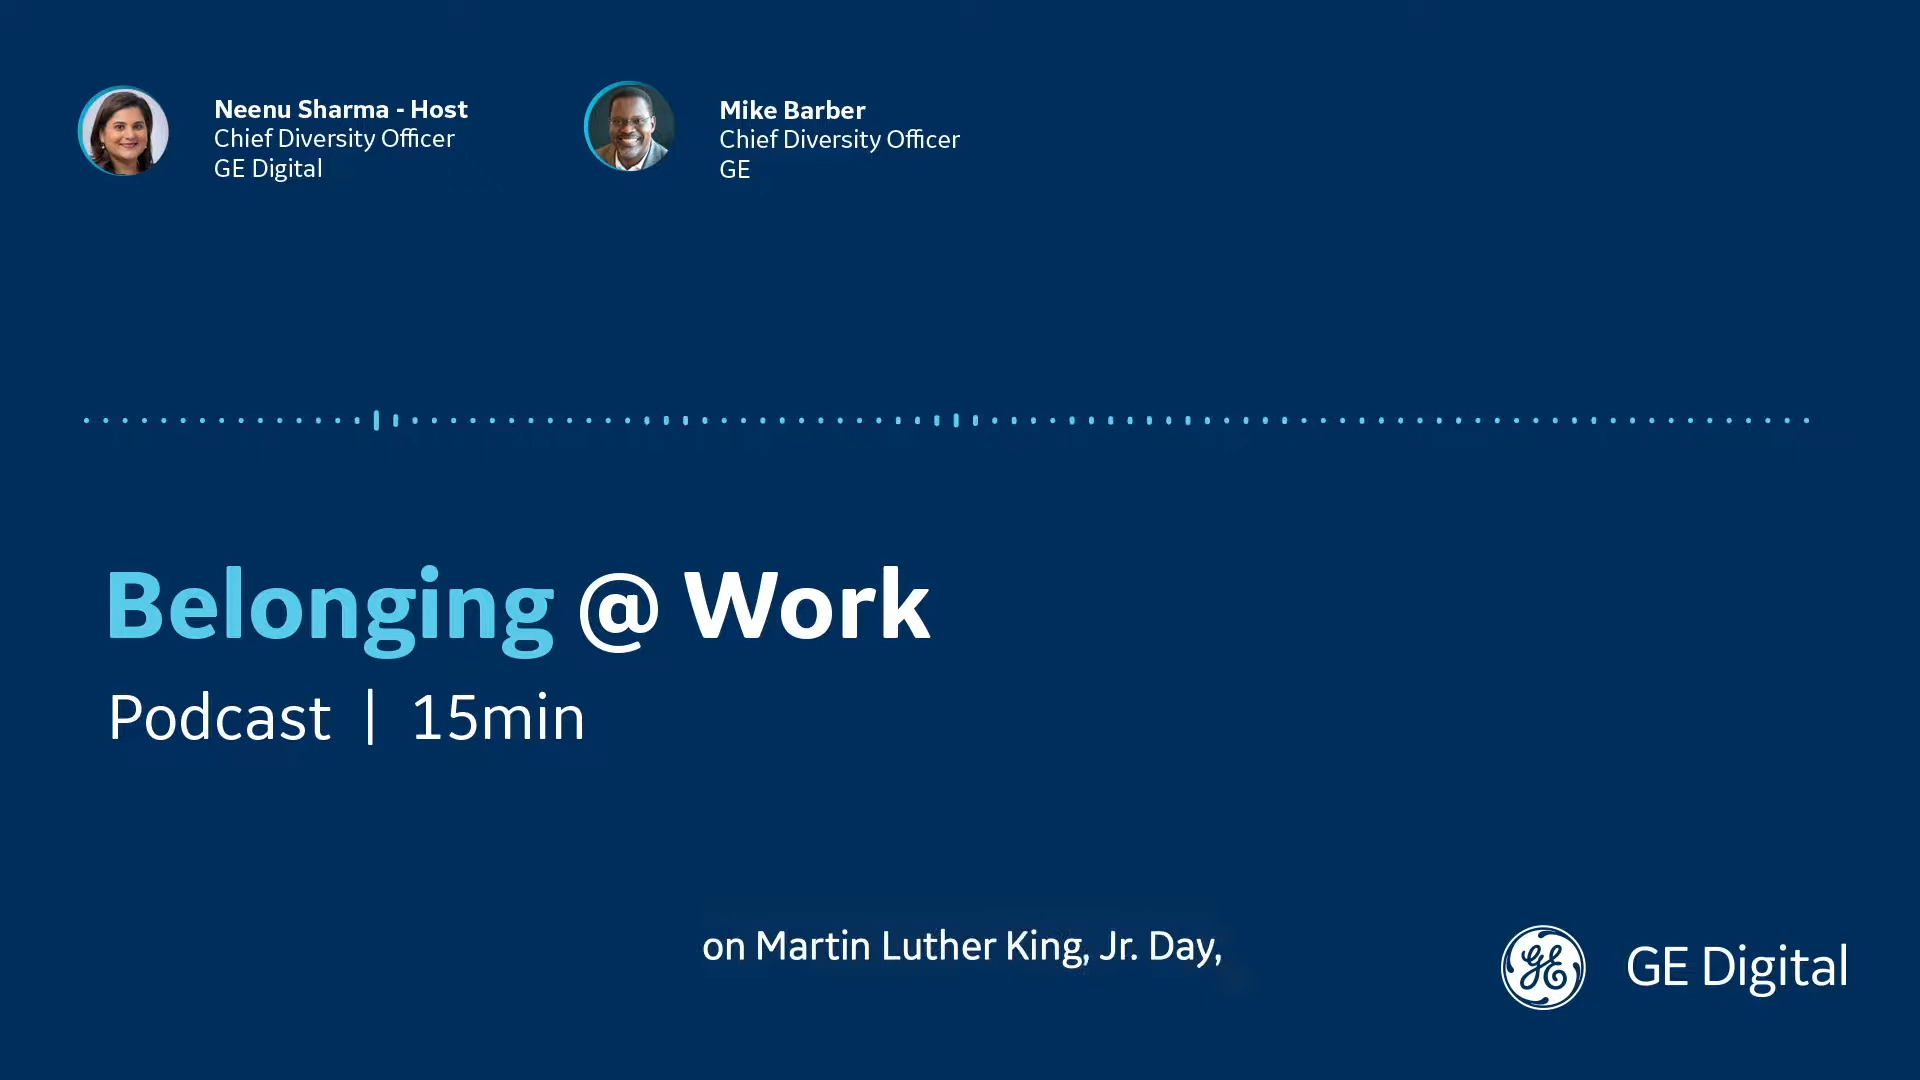 Neenu Sharma - Host
Chief Diversity Officer
GE Digital
Mike Barber
Chief Diversity Officer
GE
Belonging @ Work
Podcast | 15min
on Martin Luther King, Jr. Day,
GE
GE Digital